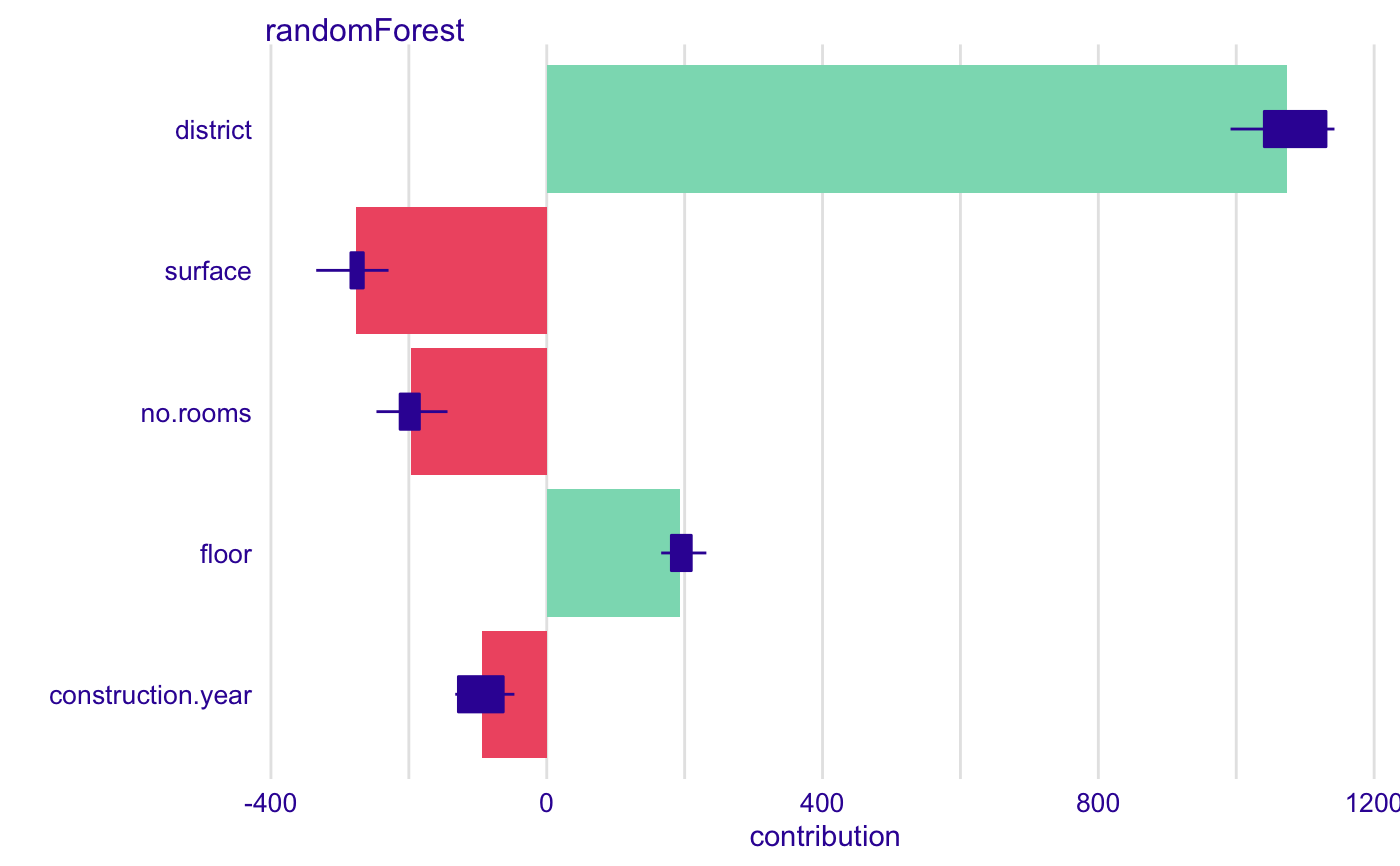 randomForest
district
surface
no.rooms
floor
construction.year
-400 0 400 800 1200
contribution